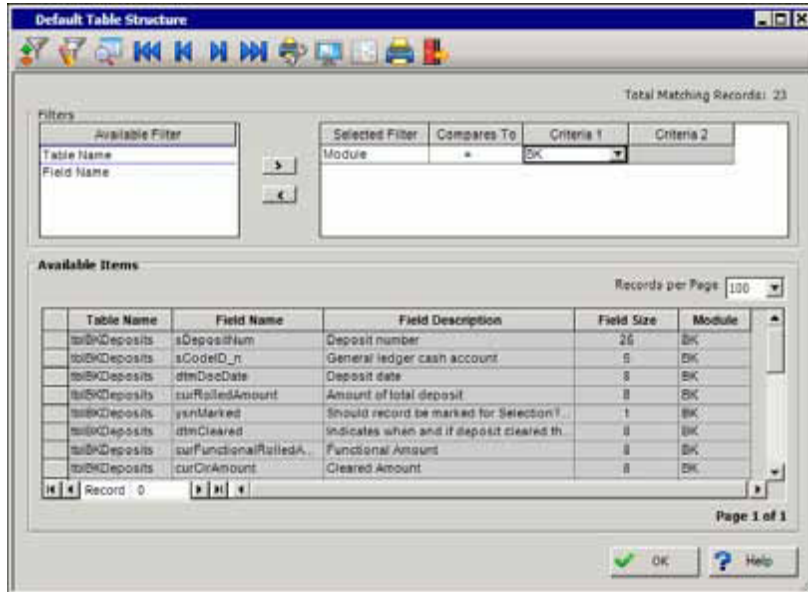 Default Table Structure
Total Matching Records: 23
Filters
Available Filter
Table Name
Field Name
>
<
Selected Filter Compares To Criteria 1 Criteria 2
Module = BK
Available Items
Records per Page 100
Table Name Field Name Field Description Field Size Module
tblBKDeposits sDepositNum Deposit number 26 BK
tblBKDeposits sCodeID_n General ledger cash account BK
tblBKDeposits dtmDocDate Deposit date 8 BK
tblBKDeposits curRolledAmount Amount of total deposit 8 BK
tblBKDeposits ysnMarked Should record be marked for Selection?... 1 BK
tblBKDeposits dtmCleared Indicates when and if deposit cleared th... 8 BK
tblBKDeposits curFunctionalRolledA... Functional Amount 8 BK
tblBKDeposits curClrAmount Cleared Amount 8 BK
Record 0
Page 1 of 1
OK Help